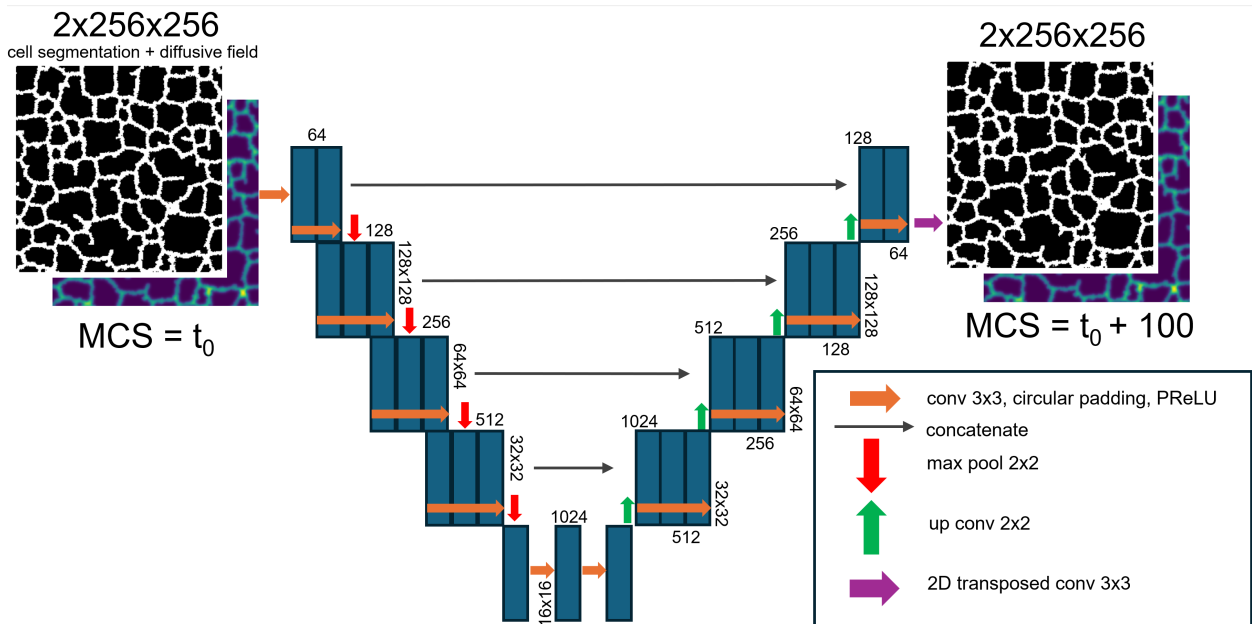 2x256x256
cell segmentation + diffusive field
MCS = t0
64
128
128x128
256
64x64
512
32x32
1024
16x16
1024
32x32
512
512
64x64
256
256
128x128
128
128
64
2x256x256
MCS = t0 + 100
conv 3x3, circular padding, PReLU
concatenate
max pool 2x2
up conv 2x2
2D transposed conv 3x3